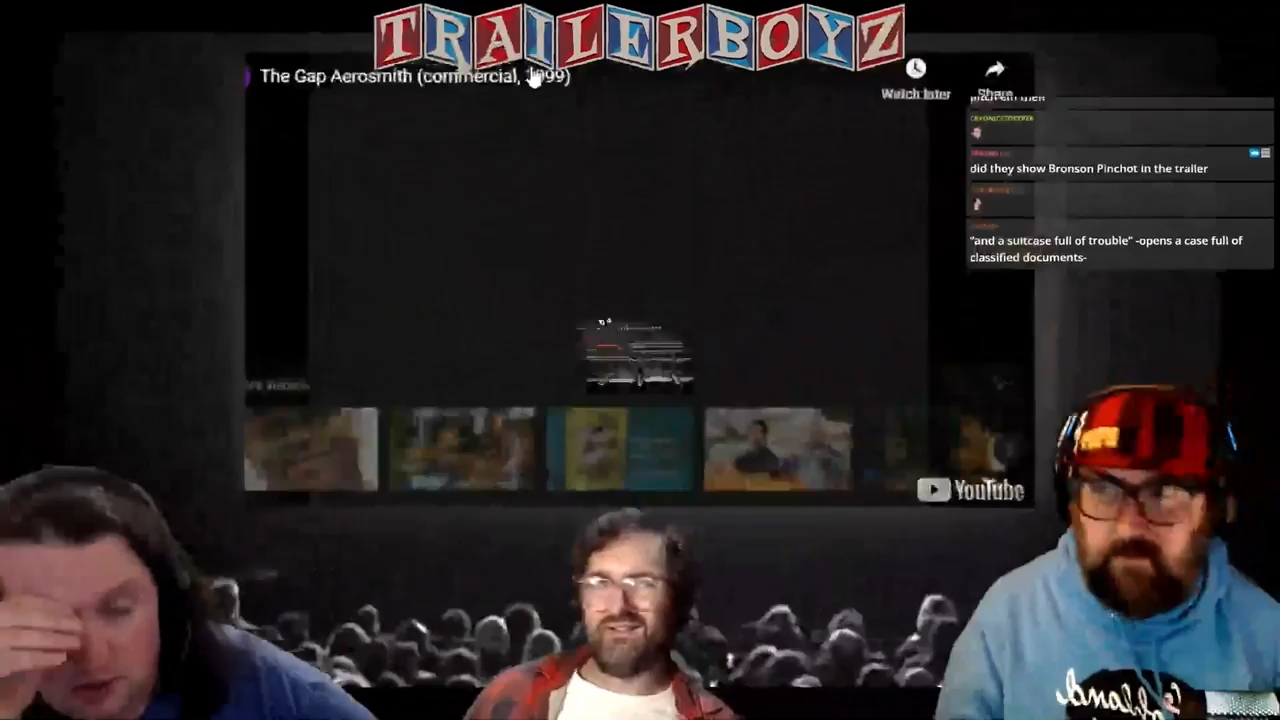 TRAILERBOYZ
The Gap Aerosmith (commercial, 1999)
Watch later
Share
did they show Bronson Pinchot in the trailer
"and a suitcase full of trouble" -opens a case full of
classified documents-
YouTube